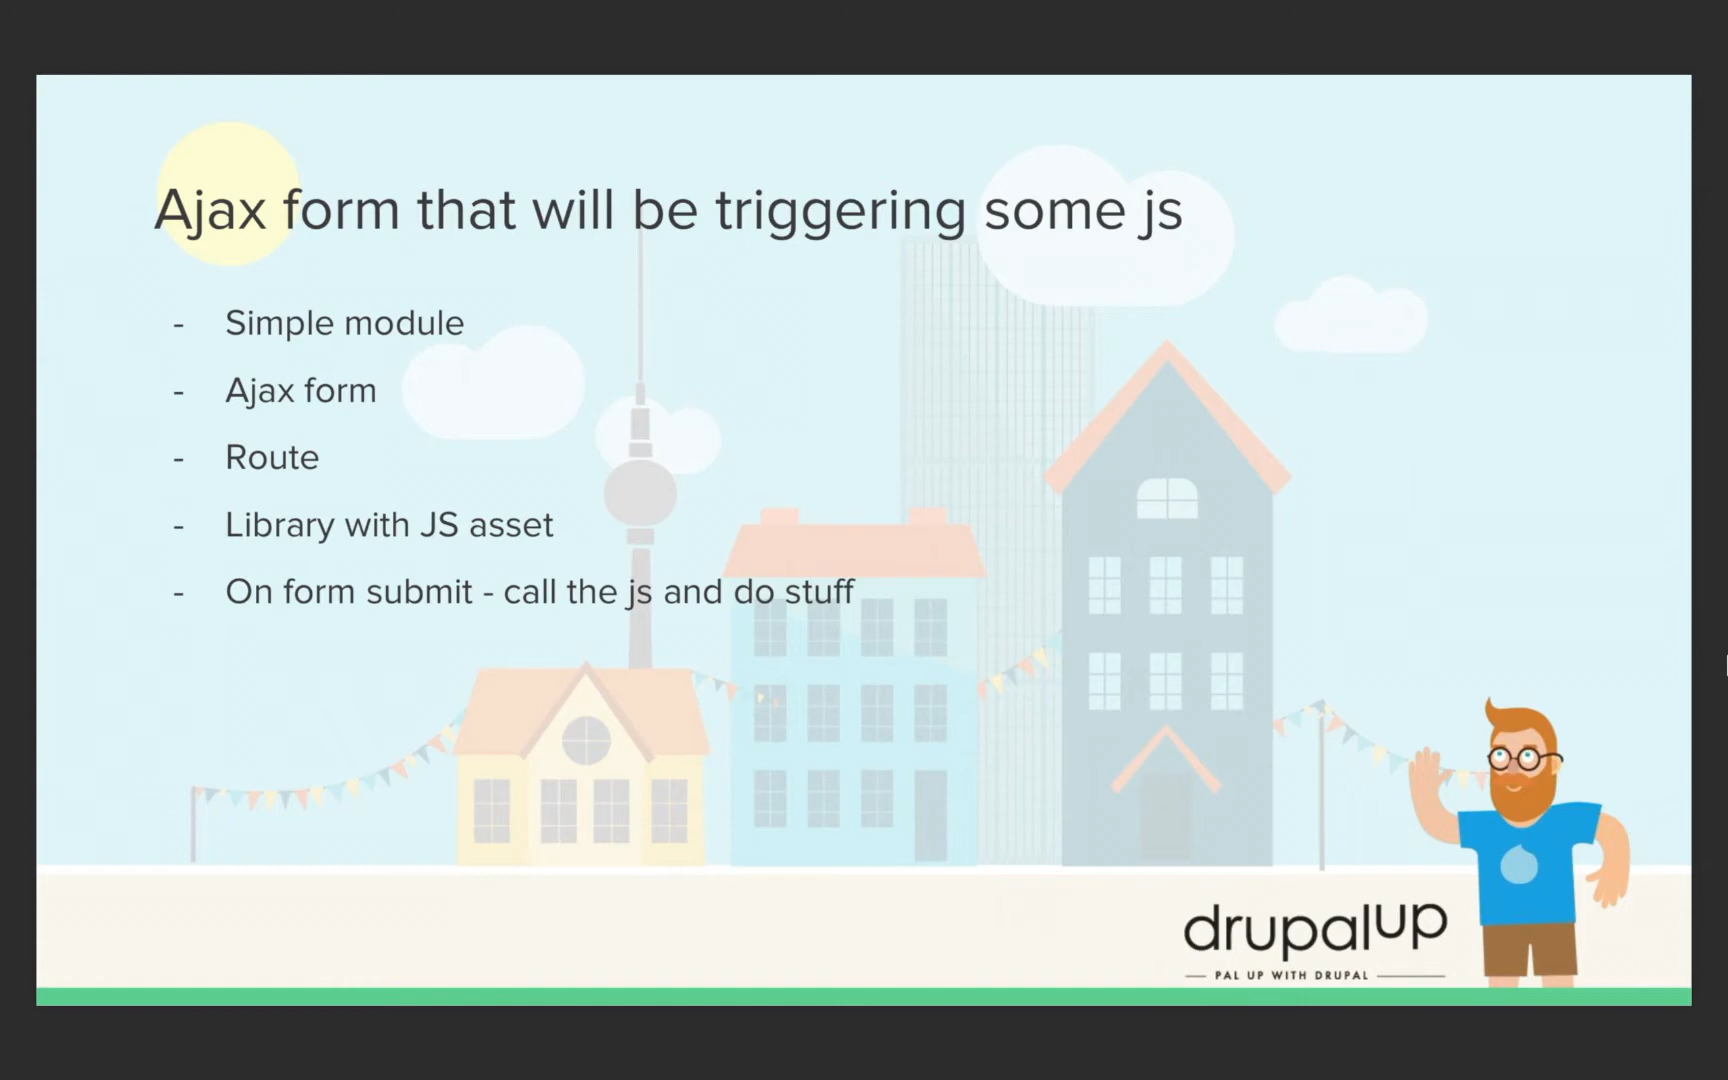 Ajax form that will be triggering some js
- Simple module
- Ajax form
- Route
- Library with JS asset
- On form submit - call the js and do stuff
drupalup
PAL UP WITH DRUPAL